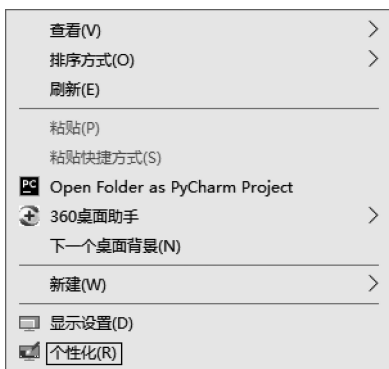 查看(V)
排序方式(O)
刷新(E)
粘贴(P)
粘贴快捷方式(S)
PC Open Folder as PyCharm Project
360桌面助手
下一个桌面背景(N)
新建(W)
显示设置(D)
个性化(R)